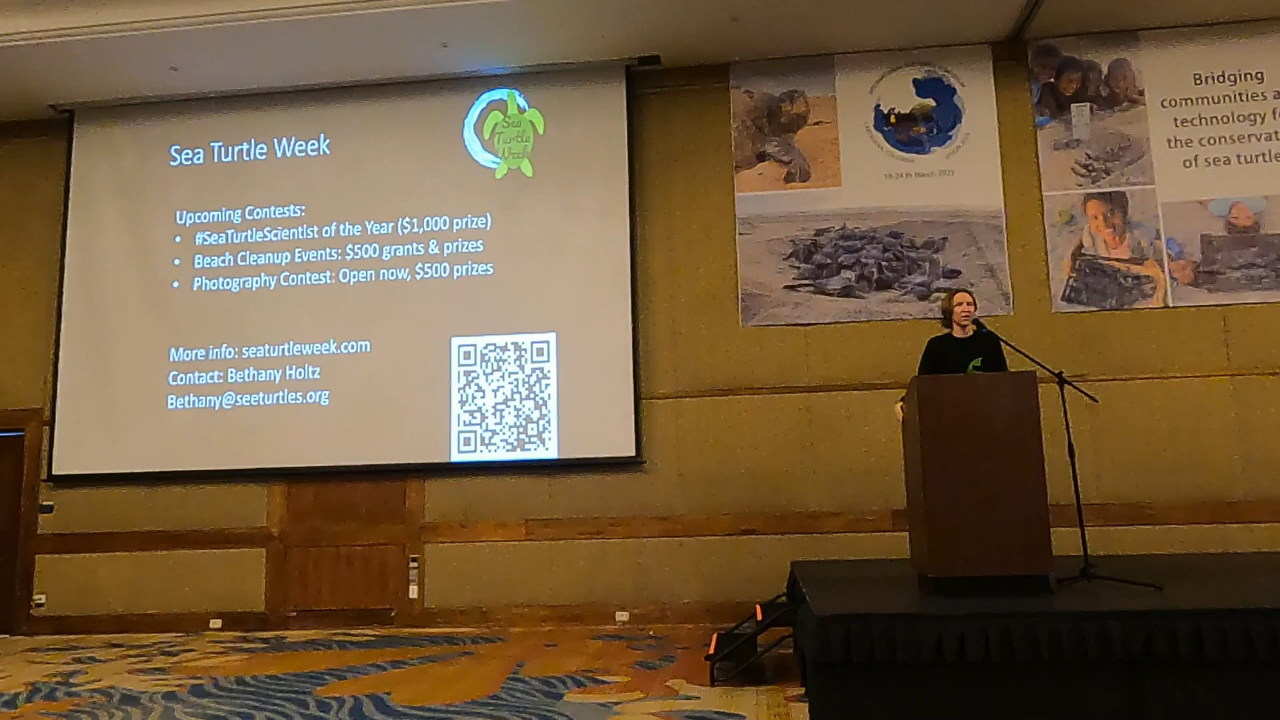 Sea Turtle Week
Sea
Turtle
Week
Upcoming Contests:
• #SeaTurtleScientist of the Year ($1,000 prize)
• Beach Cleanup Events: $500 grants & prizes
• Photography Contest: Open now, $500 prizes
More info: seaturtleweek.com
Contact: Bethany Holtz
Bethany@seeturtles.org
Bridging
communities a
technology f
the conservat
of sea turtle